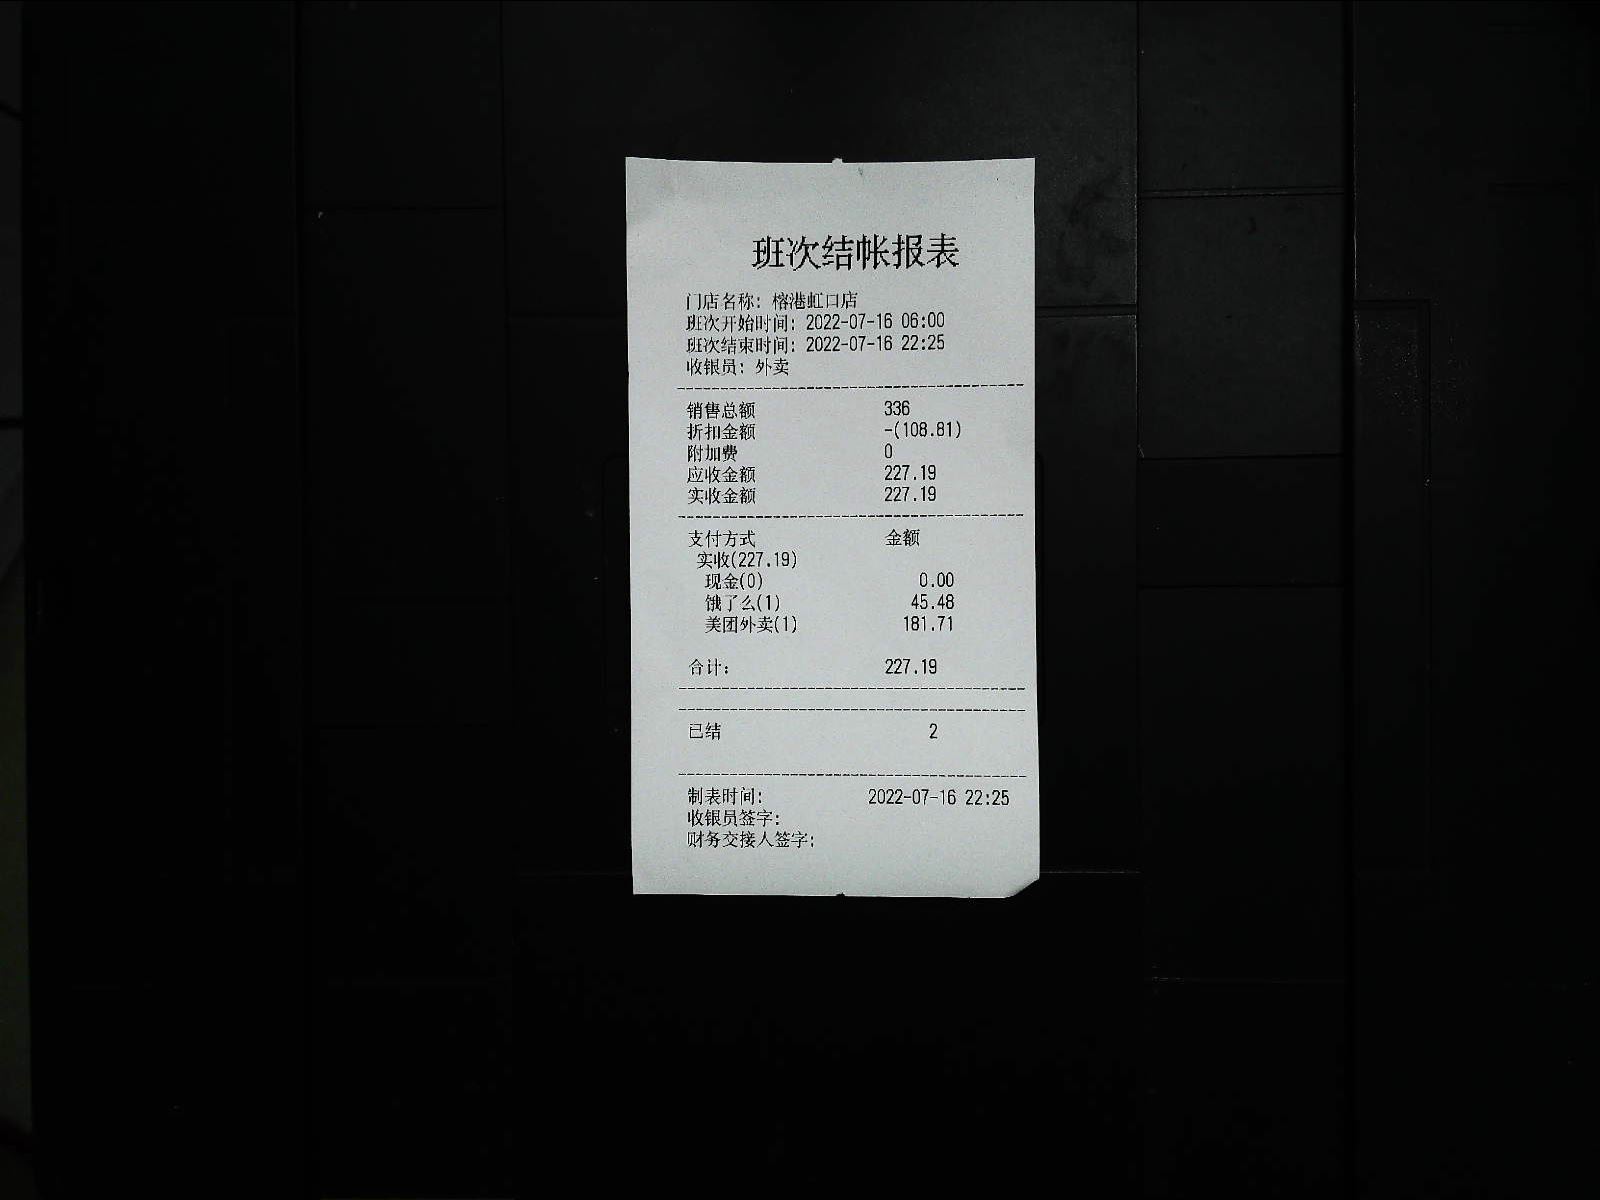 班次结帐报表
门店名称: 榕港虹口店
班次开始时间: 2022-07-16 06:00
班次结束时间: 2022-07-16 22:25
收银员: 外卖
销售总额 336
折扣金额 -(108.81)
附加费 0
应收金额 227.19
实收金额 227.19
支付方式 金额
实收(227.19)
现金(0) 0.00
饿了么(1) 45.48
美团外卖(1) 181.71
合计: 227.19
已结 2
制表时间: 2022-07-16 22:25
收银员签字:
财务交接人签字: